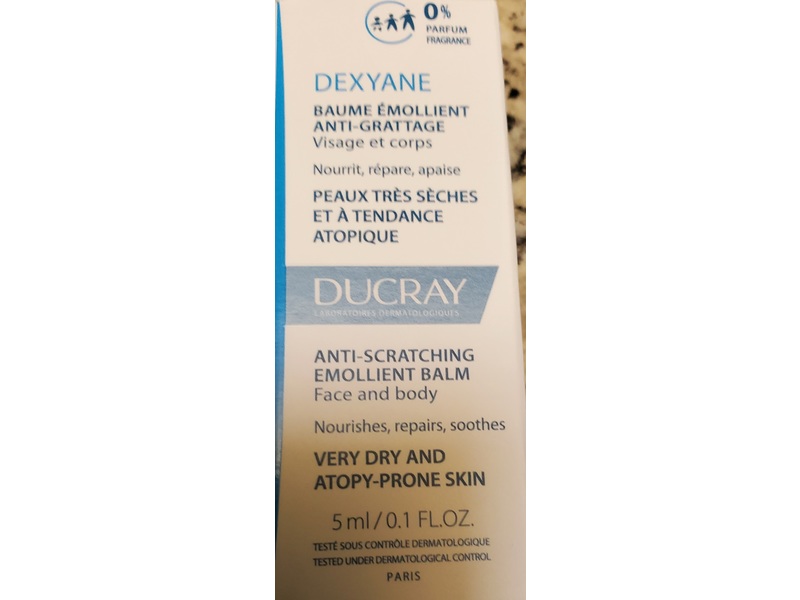 0%
PARFUM
FRAGRANCE
DEXYANE
BAUME ÉMOLLIENT
ANTI-GRATTAGE
Visage et corps
Nourrit, répare, apaise
PEAUX TRÈS SÈCHES
ET À TENDANCE
ATOPIQUE
DUCRAY
LABORATOIRES DERMATOLOGIQUES
ANTI-SCRATCHING
EMOLLIENT BALM
Face and body
Nourishes, repairs, soothes
VERY DRY AND
ATOPY-PRONE SKIN
5 ml / 0.1 FL.OZ.
TESTÉ SOUS CONTRÔLE DERMATOLOGIQUE
TESTED UNDER DERMATOLOGICAL CONTROL
PARIS